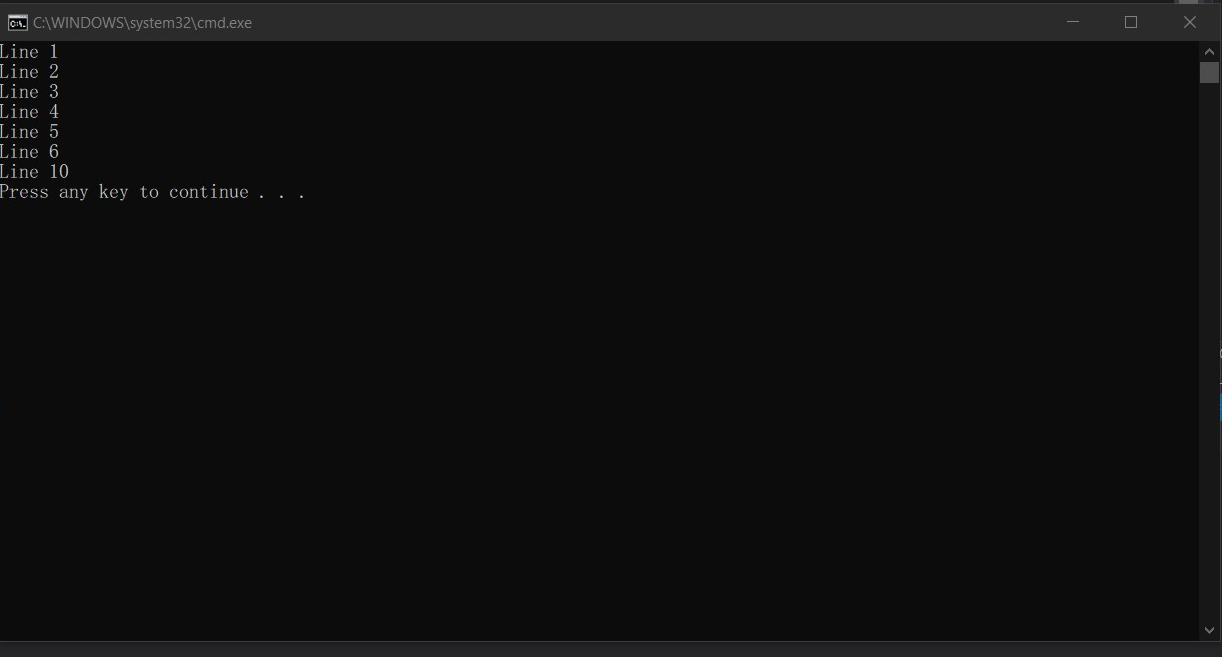 C:\WINDOWS\system32\cmd.exe
Line 1
Line 2
Line 3
Line 4
Line 5
Line 6
Line 10
Press any key to continue . . .